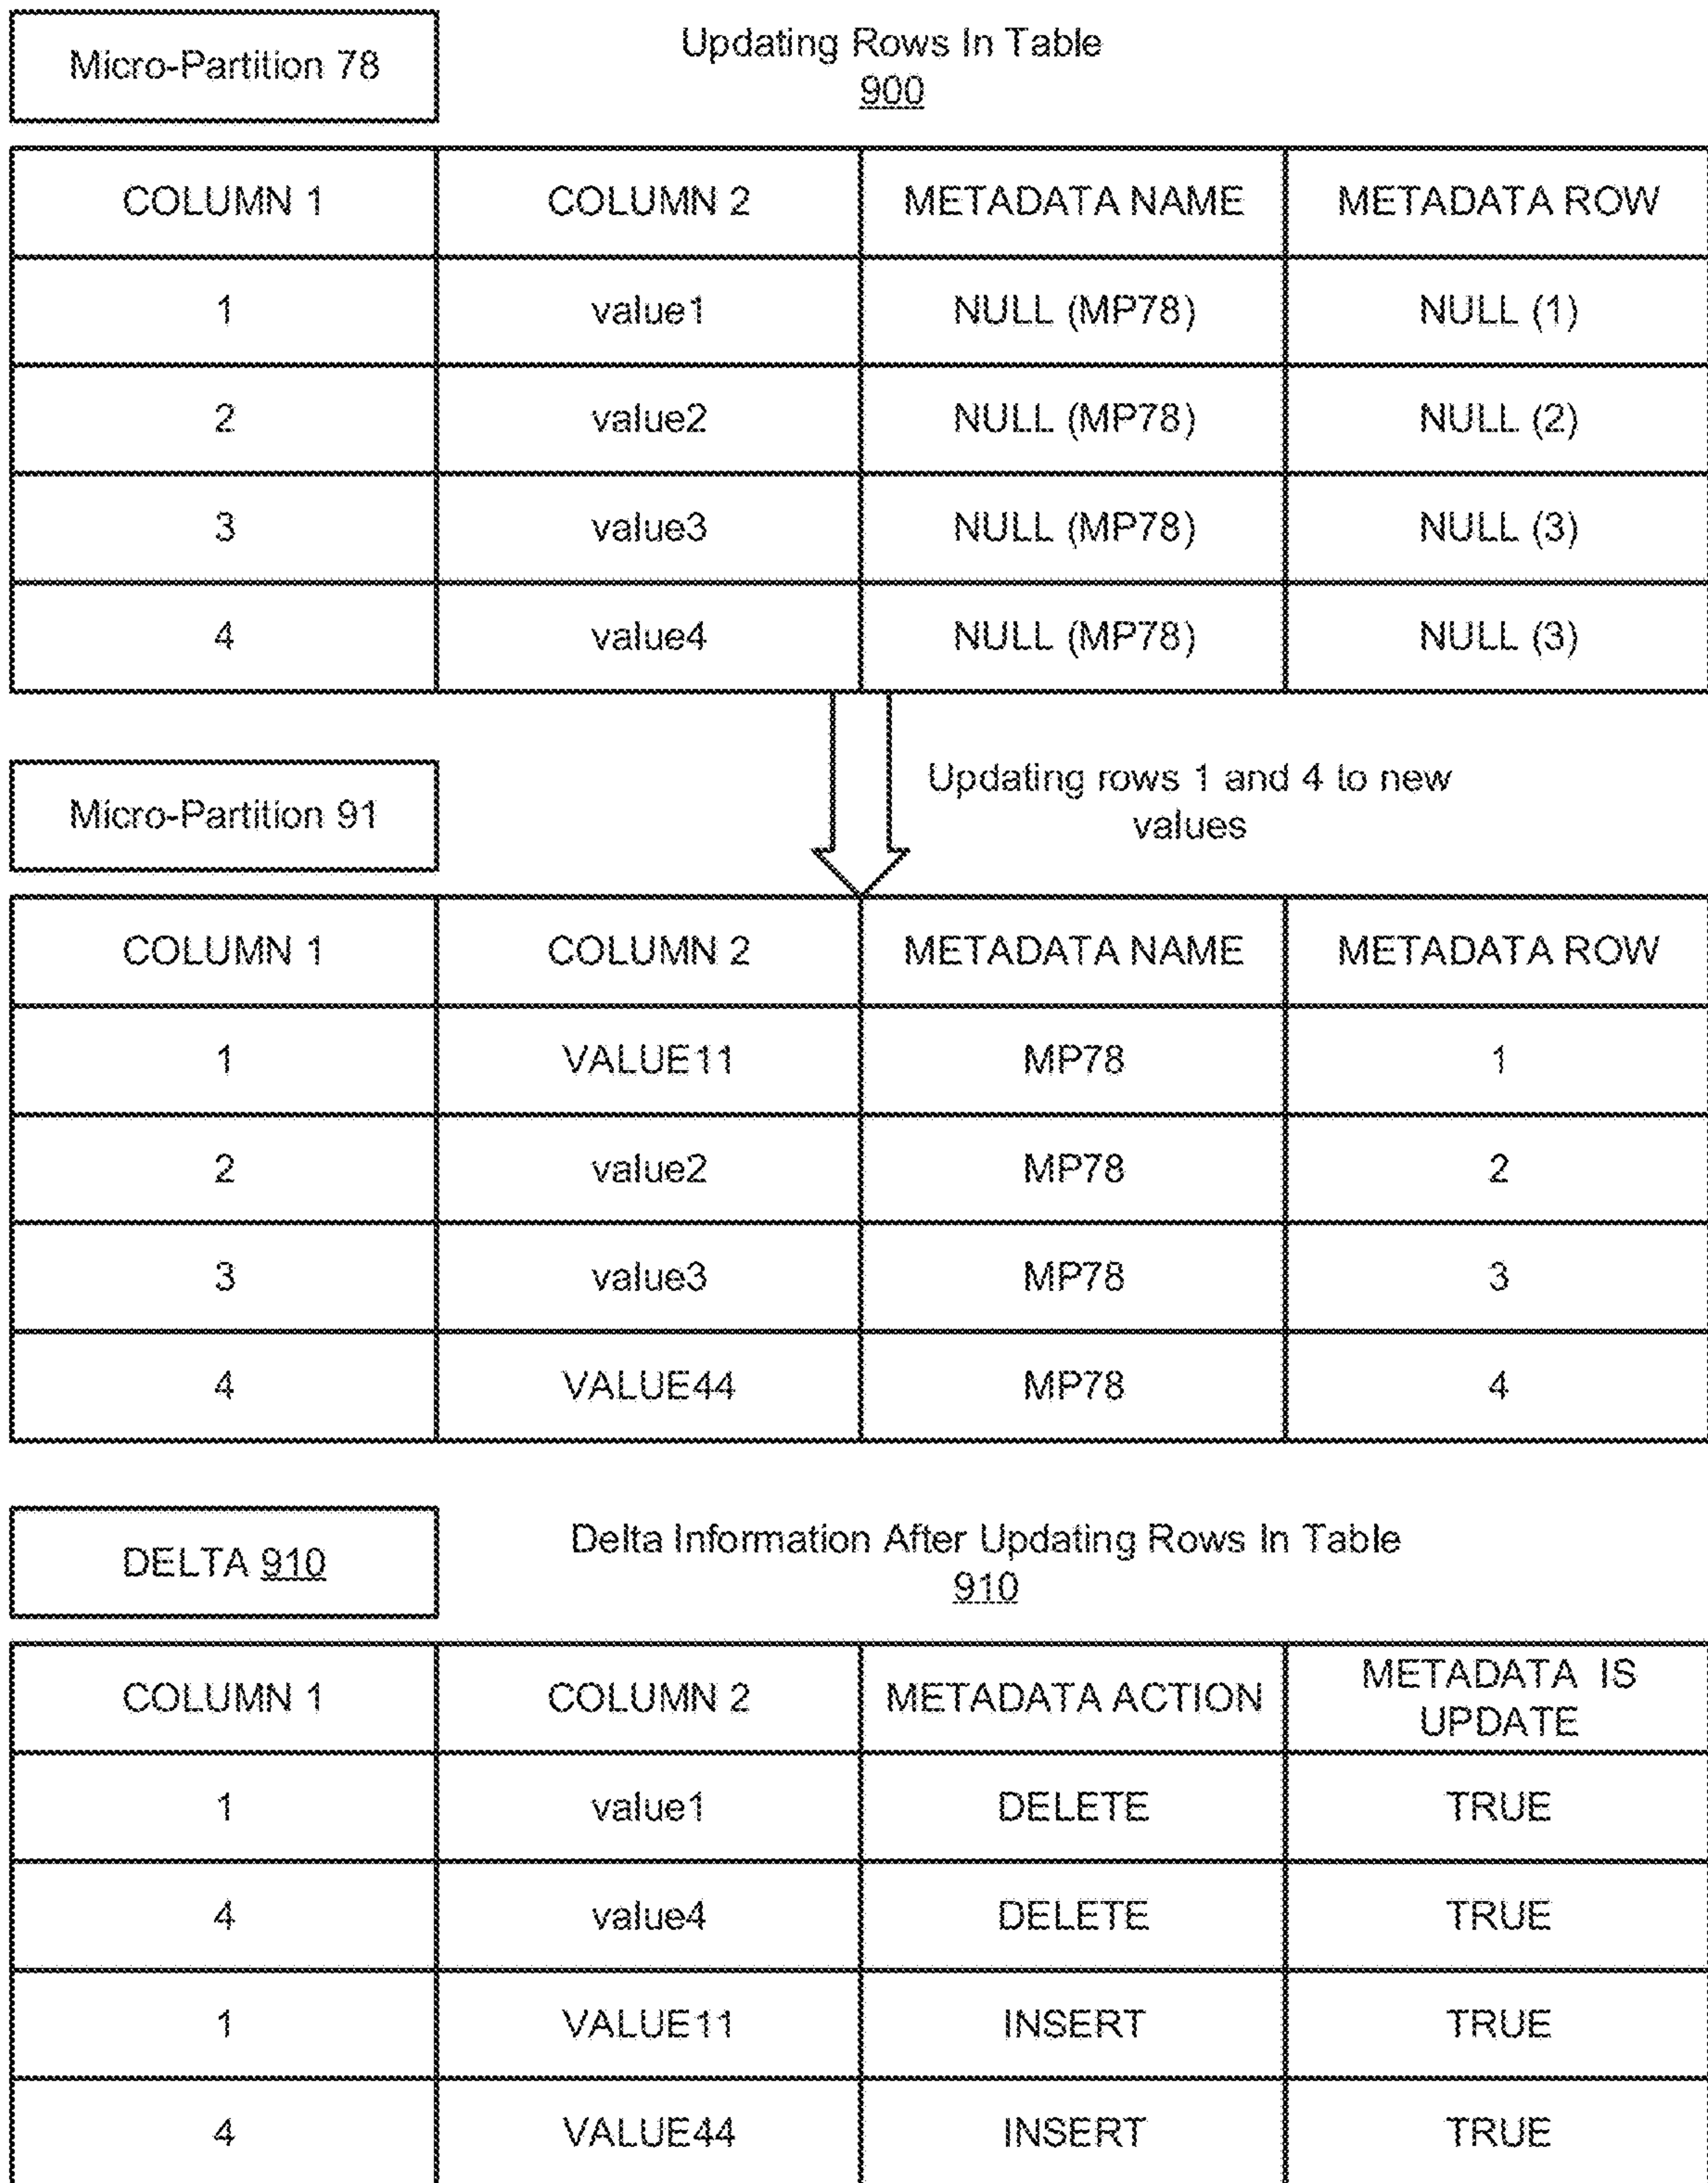 Micro-Partition 78
Updating Rows In Table
900
COLUMN 1 COLUMN 2 METADATA NAME METADATA ROW
1 value1 NULL (MP78) NULL (1)
2 value2 NULL (MP78) NULL (2)
3 value3 NULL (MP78) NULL (3)
4 value4 NULL (MP78) NULL (3)
Updating rows 1 and 4 to new
values
Micro-Partition 91
COLUMN 1 COLUMN 2 METADATA NAME METADATA ROW
1 VALUE11 MP78 1
2 value2 MP78 2
3 value3 MP78 3
4 VALUE44 MP78 4
DELTA 910
Delta Information After Updating Rows In Table
910
COLUMN 1 COLUMN 2 METADATA ACTION METADATA IS
UPDATE
1 value1 DELETE TRUE
4 value4 DELETE TRUE
1 VALUE11 INSERT TRUE
4 VALUE44 INSERT TRUE